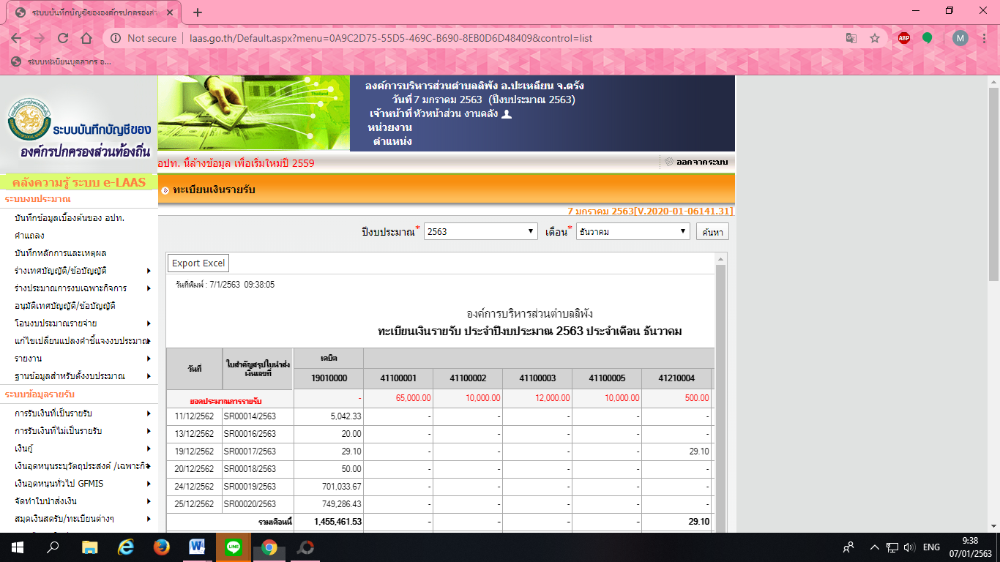 ระบบบันทึกบัญชีขององค์กรปกครองส่ว
Not secure laas.go.th/Default.aspx?menu=0A9C2D75-55D5-469C-B690-8EB0D6D48409&control=list ABP M
ระบบทะเบียนบุคลากร อ...
องค์การบริหารส่วนตำบลลิพัง อ.ปะเหลียน จ.ตรัง
วันที่ 7 มกราคม 2563 (ปีงบประมาณ 2563)
เจ้าหน้าที่ หัวหน้าส่วน งานคลัง
หน่วยงาน
ตำแหน่ง
ระบบบันทึกบัญชีของ
องค์กรปกครองส่วนท้องถิ่น
อปท. นี้ล้างข้อมูล เพื่อเริ่มใหม่ปี 2559
ออกจากระบบ
คลังความรู้ ระบบ e-LAAS
ระบบงบประมาณ
บันทึกข้อมูลเบื้องต้นของ อปท.
คำแถลง
บันทึกหลักการและเหตุผล
ร่างเทศบัญญัติ/ข้อบัญญัติ
ร่างประมาณการงบเฉพาะกิจการ
อนุมัติเทศบัญญัติ/ข้อบัญญัติ
โอนงบประมาณรายจ่าย
แก้ไขเปลี่ยนแปลงคำชี้แจงงบประมาณ
รายงาน
ฐานข้อมูลสำหรับตั้งงบประมาณ
ระบบข้อมูลรายรับ
การรับเงินที่เป็นรายรับ
การรับเงินที่ไม่เป็นรายรับ
เงินกู้
เงินอุดหนุนระบุวัตถุประสงค์ /เฉพาะกิจ
เงินอุดหนุนทั่วไป GFMIS
จัดทำใบนำส่งเงิน
สมุดเงินสดรับ/ทะเบียนต่างๆ
ทะเบียนเงินรายรับ
7 มกราคม 2563[V.2020-01-06141.31]
ปีงบประมาณ* 2563 เดือน* ธันวาคม ค้นหา
Export Excel
วันที่พิมพ์ : 7/1/2563 09:38:05
องค์การบริหารส่วนตำบลลิพัง
ทะเบียนเงินรายรับ ประจำปีงบประมาณ 2563 ประจำเดือน ธันวาคม
วันที่ ใบสำคัญสรุปใบนำส่งเงินเลขที่ เดบิต
19010000 41100001 41100002 41100003 41100005 41210004
ยอดประมาณการรายรับ - 65,000.00 10,000.00 12,000.00 10,000.00 500.00
11/12/2562 SR00014/2563 5,042.33 - - - - -
13/12/2562 SR00016/2563 20.00 - - - - -
19/12/2562 SR00017/2563 29.10 - - - - 29.10
20/12/2562 SR00018/2563 50.00 - - - - -
24/12/2562 SR00019/2563 701,033.67 - - - - -
25/12/2562 SR00020/2563 749,286.43 - - - - -
รวมเดือนนี้ 1,455,461.53 - - - - 29.10
LINE ENG 9:38
07/01/2563